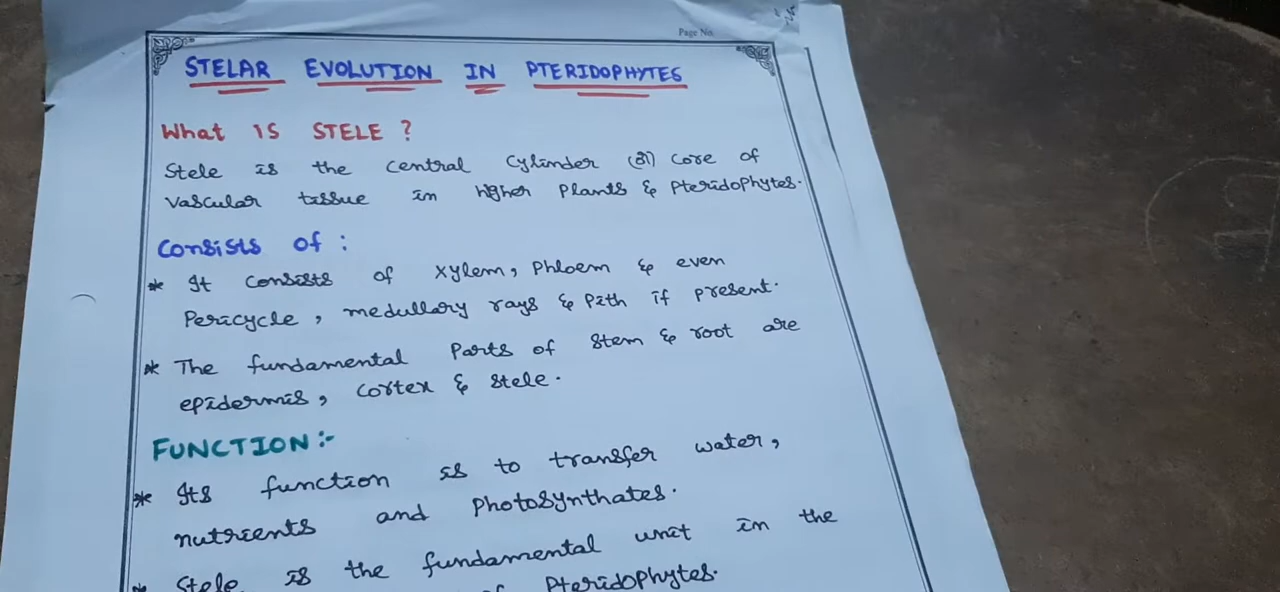 Page No.
STELAR EVOLUTION IN PTERIDOPHYTES
What IS STELE ?
Stele is the central cylinder (or) core of
vascular tissue in higher plants & Pteridophytes.
Consists of :
* It consists of xylem, Phloem & even
Pericycle, medullory rays & Pith if present.
* The fundamental Parts of stem & root are
epidermis, cortex & stele.
FUNCTION:-
* Its function is to transfer water,
nutrients and photosynthates.
* Stele is the fundamental unit in the
of Pteridophytes.